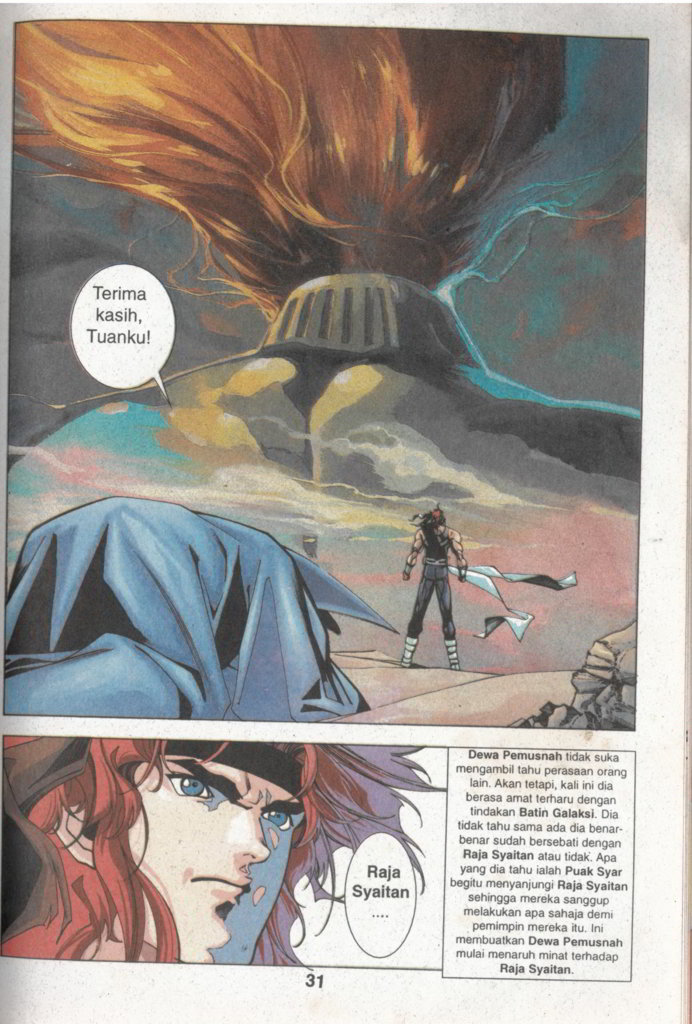 Terima
kasih,
Tuanku!
Raja
Syaitan
....
Dewa Pemusnah tidak suka
mengambil tahu perasaan orang
lain. Akan tetapi, kali ini dia
berasa amat terharu dengan
tindakan Batin Galaksi. Dia
tidak tahu sama ada dia benar-
benar sudah bersebati dengan
Raja Syaitan atau tidak. Apa
yang dia tahu ialah Puak Syar
begitu menyanjungi Raja Syaitan
sehingga mereka sanggup
melakukan apa sahaja demi
pemimpin mereka itu. Ini
membuatkan Dewa Pemusnah
mulai menaruh minat terhadap
Raja Syaitan.
31